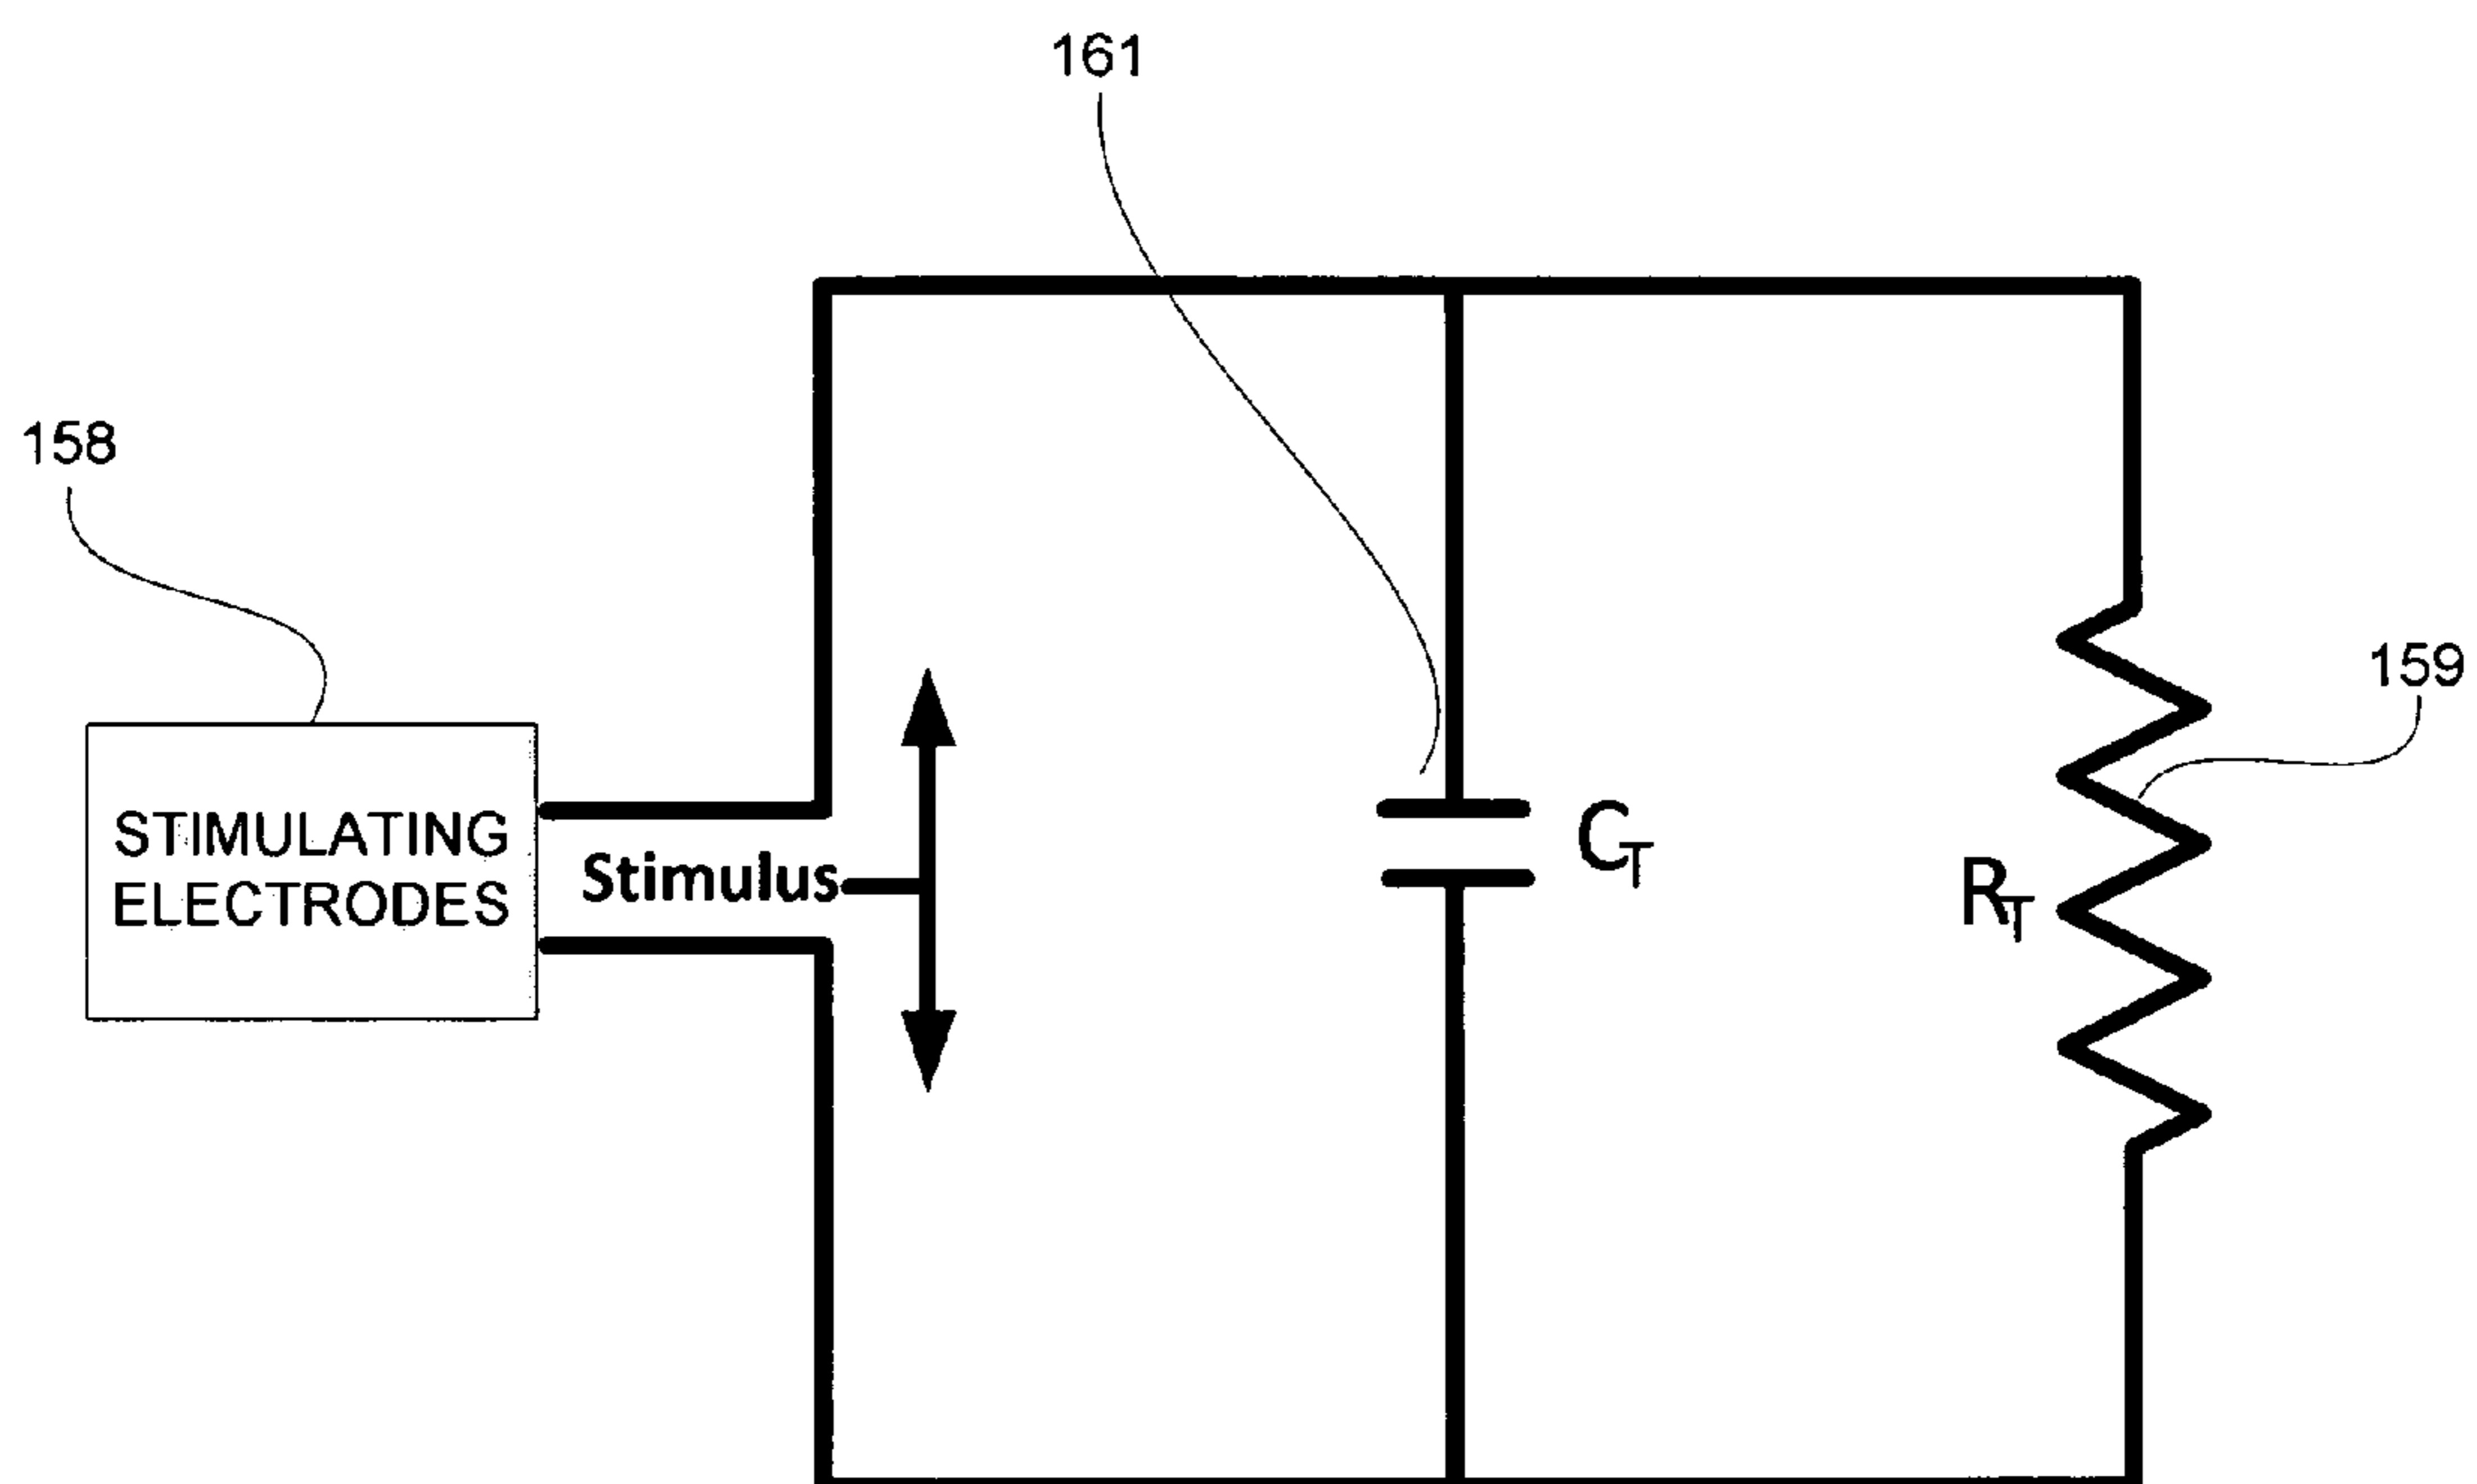 161
158
159
STIMULATING
ELECTRODES
Stimulus
CT
RT